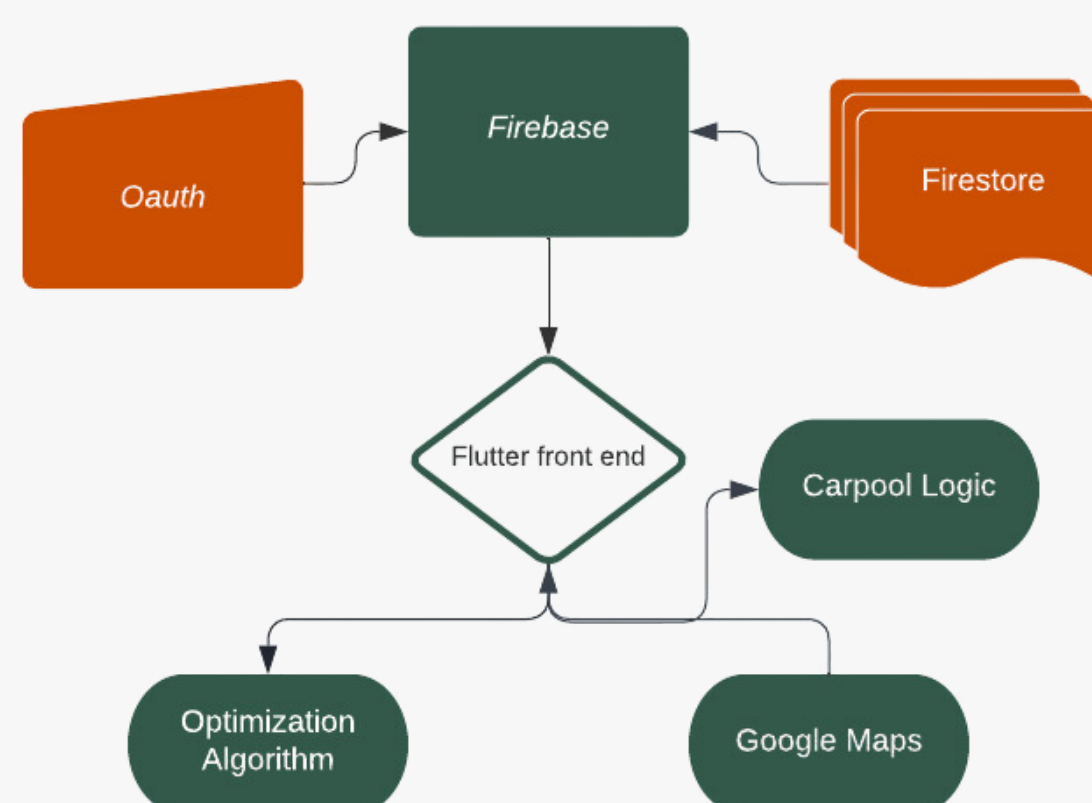 Firebase
Oauth
Firestore
Flutter front end
Carpool Logic
Optimization
Algorithm
Google Maps